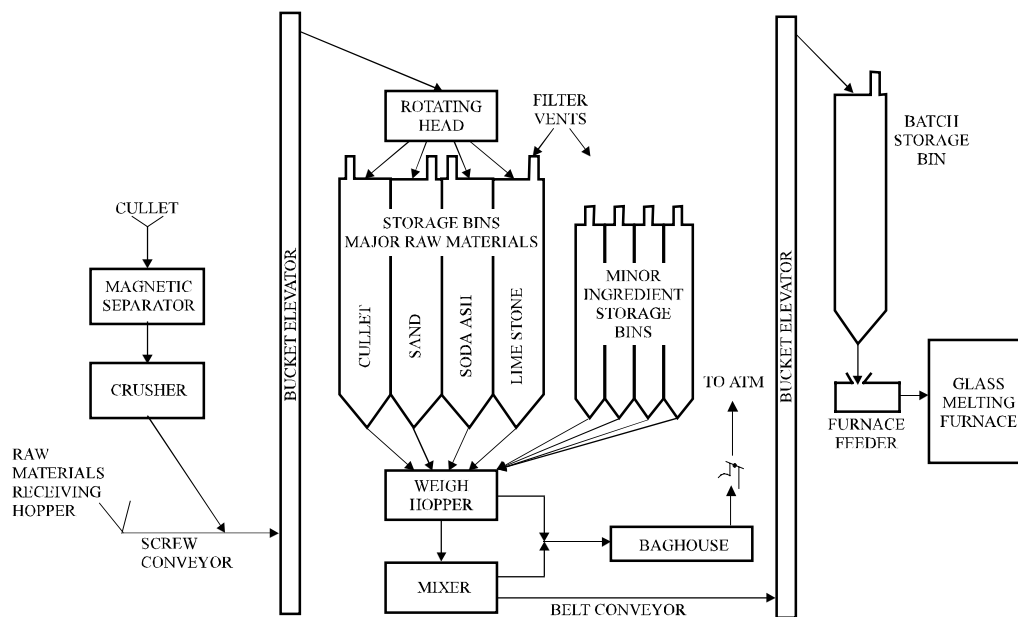 CULLET
MAGNETIC
SEPARATOR
CRUSHER
RAW
MATERIALS
RECEIVING
HOPPER
SCREW
CONVEYOR
BUCKET ELEVATOR
ROTATING
HEAD
FILTER
VENTS
STORAGE BINS
MAJOR RAW MATERIALS
CULLET
SAND
SODA ASH
LIME STONE
MINOR
INGREDIENT
STORAGE
BINS
WEIGH
HOPPER
MIXER
BAGHOUSE
TO ATM
BELT CONVEYOR
BUCKET ELEVATOR
BATCH
STORAGE
BIN
FURNACE
FEEDER
GLASS
MELTING
FURNACE